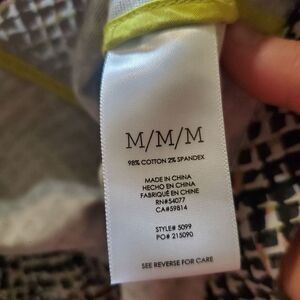 M/M/M
98% COTTON 2% SPANDEX
MADE IN CHINA
HECHO EN CHINA
FABRIQUÉ EN CHINE
RN#54077
CA#59814
STYLE# 5099
PO# 215090
SEE REVERSE FOR CARE